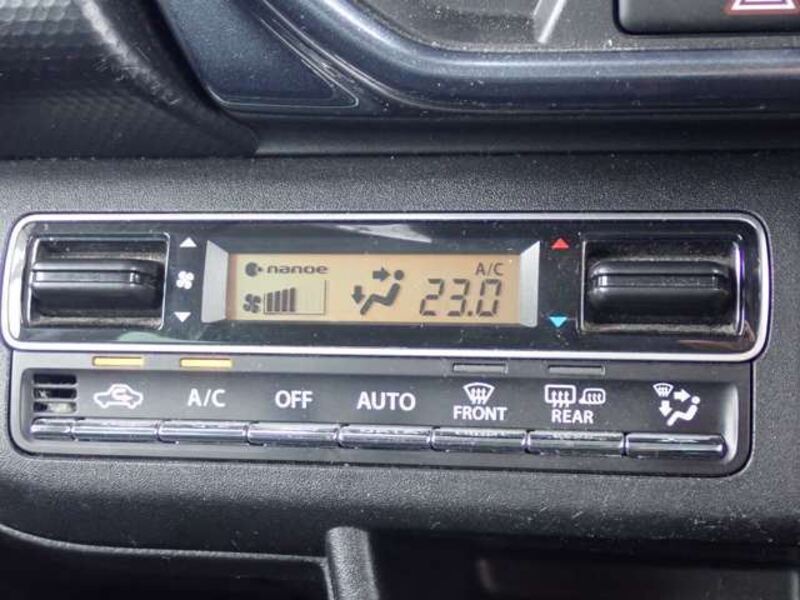 nanoe
A/C
23.0
A/C
OFF
AUTO
FRONT
REAR